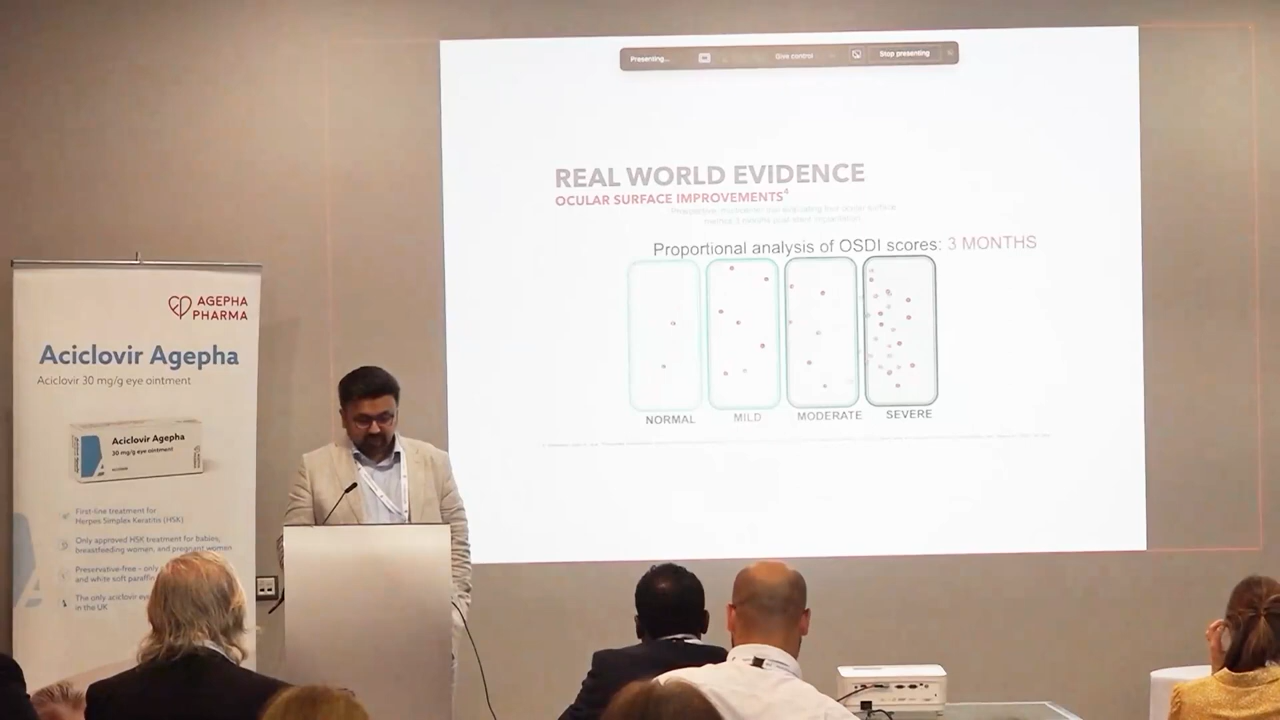 Presenting...
Give control
Stop presenting
REAL WORLD EVIDENCE
OCULAR SURFACE IMPROVEMENTS4
Proportional analysis of OSDI scores: 3 MONTHS
NORMAL
MILD
MODERATE
SEVERE
AGEPHA
PHARMA
Aciclovir Agepha
Aciclovir 30 mg/g eye ointment
Aciclovir Agepha
30 mg/g eye ointment
First-line treatment for
Herpes Simplex Keratitis (HSK)
Only approved HSK treatment for babies,
breastfeeding woman, and pregnant women
Preservative-free – only
and white soft paraffin
The only aciclovir eye
in the UK